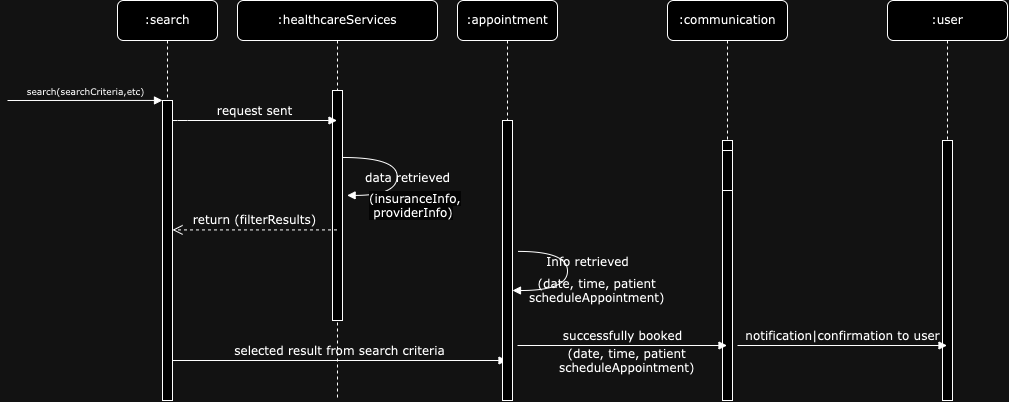 :search
:healthcareServices
:appointment
:communication
:user
search(searchCriteria,etc)
request sent
data retrieved
(insuranceInfo,
providerInfo)
return (filterResults)
Info retrieved
(date, time, patient
scheduleAppointment)
successfully booked
(date, time, patient
scheduleAppointment)
notification|confirmation to user
selected result from search criteria